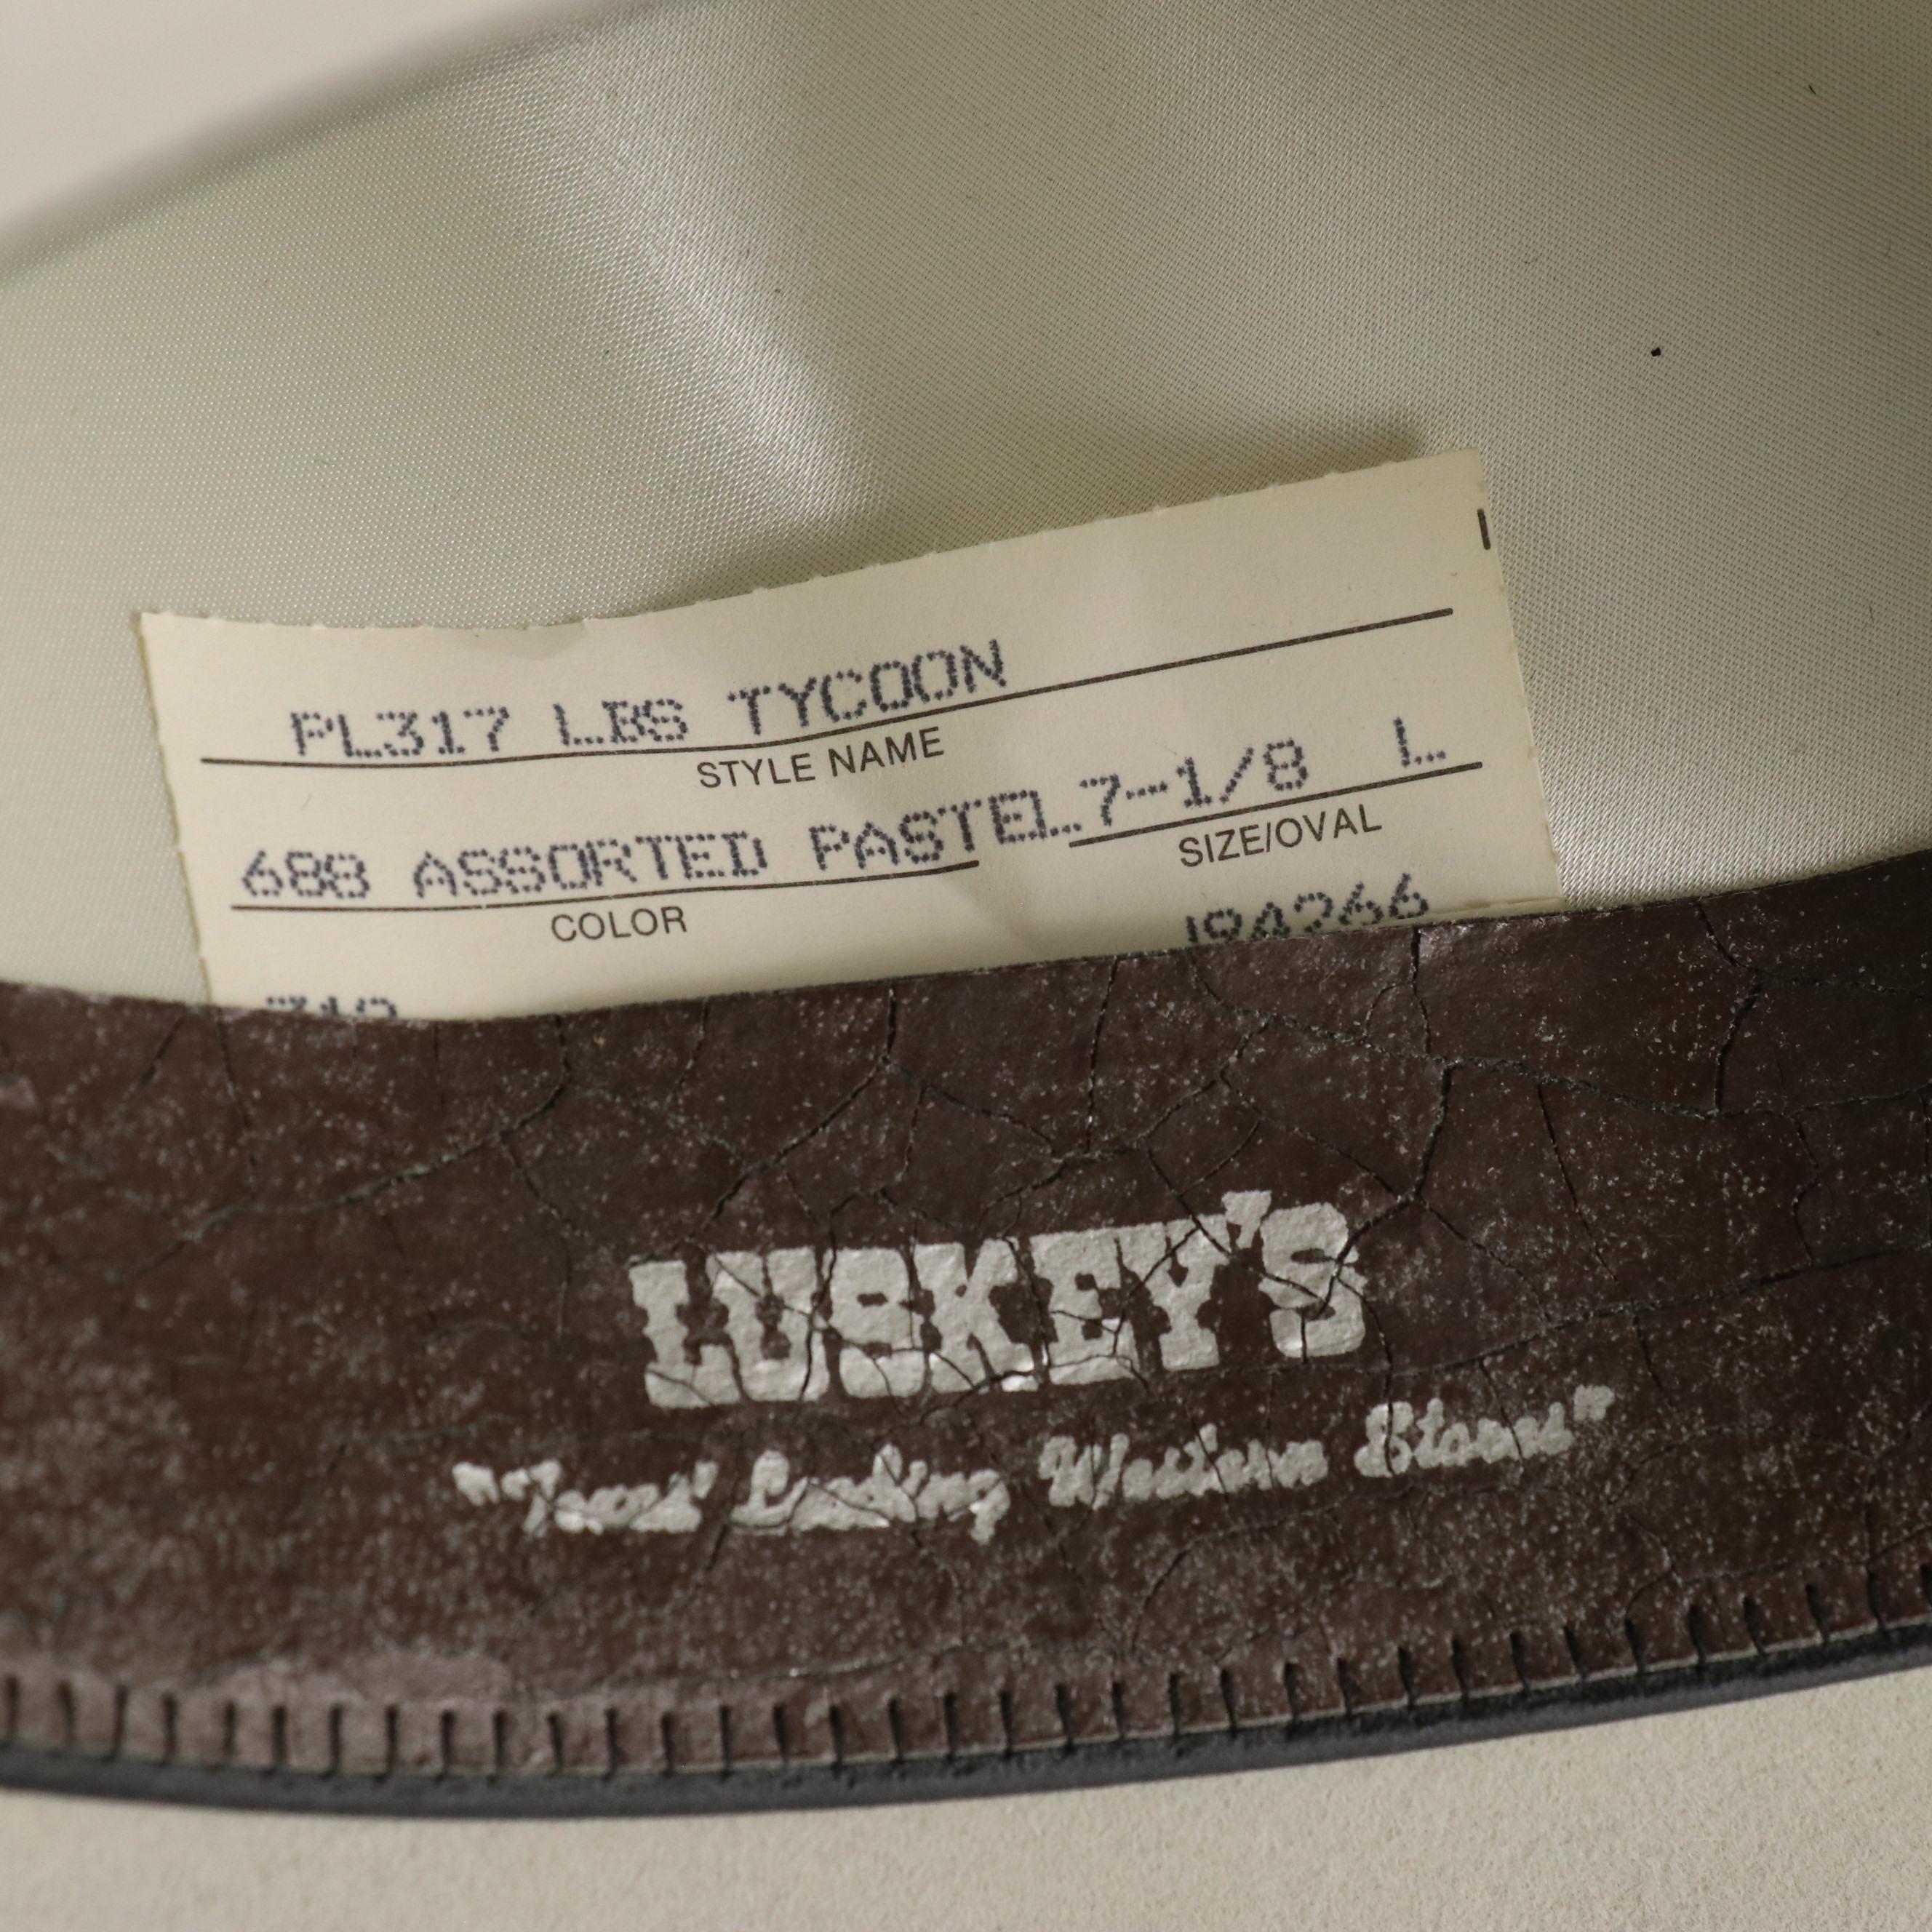 PL317 LBS TYCOON
STYLE NAME
688 ASSORTED PASTEL 7-1/8 L
COLOR SIZE/OVAL
LUSKEY'S
"Texas' Leading Western Stores"